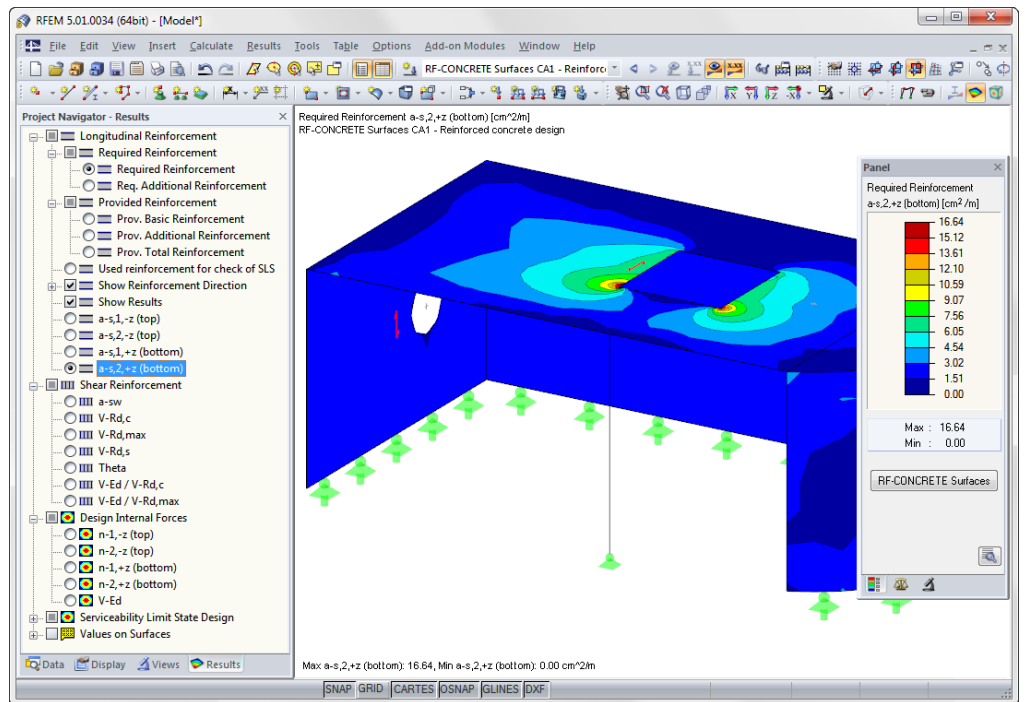 RFEM 5.01.0034 (64bit) - [Model*]
File Edit View Insert Calculate Results Tools Table Options Add-on Modules Window Help
RF-CONCRETE Surfaces CA1 - Reinforc
Project Navigator - Results
Longitudinal Reinforcement
Required Reinforcement
Required Reinforcement
Req. Additional Reinforcement
Provided Reinforcement
Prov. Basic Reinforcement
Prov. Additional Reinforcement
Prov. Total Reinforcement
Used reinforcement for check of SLS
Show Reinforcement Direction
Show Results
a-s,1,-z (top)
a-s,2,-z (top)
a-s,1,+z (bottom)
a-s,2,+z (bottom)
Shear Reinforcement
a-sw
V-Rd,c
V-Rd,max
V-Rd,s
Theta
V-Ed / V-Rd,c
V-Ed / V-Rd,max
Design Internal Forces
n-1,-z (top)
n-2,-z (top)
n-1,+z (bottom)
n-2,+z (bottom)
V-Ed
Serviceability Limit State Design
Values on Surfaces
Data Display Views Results
Required Reinforcement a-s,2,+z (bottom) [cm^2/m]
RF-CONCRETE Surfaces CA1 - Reinforced concrete design
Max a-s,2,+z (bottom): 16.64, Min a-s,2,+z (bottom): 0.00 cm^2/m
Panel
Required Reinforcement
a-s,2,+z (bottom) [cm2 /m]
16.64
15.12
13.61
12.10
10.59
9.07
7.56
6.05
4.54
3.02
1.51
0.00
Max : 16.64
Min : 0.00
RF-CONCRETE Surfaces
SNAP GRID CARTES OSNAP GLINES DXF